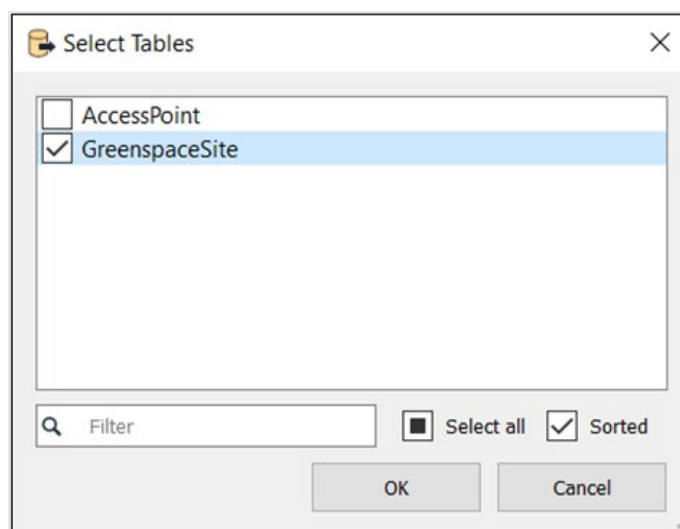 Select Tables
AccessPoint
GreenspaceSite
Filter
Select all
Sorted
OK
Cancel